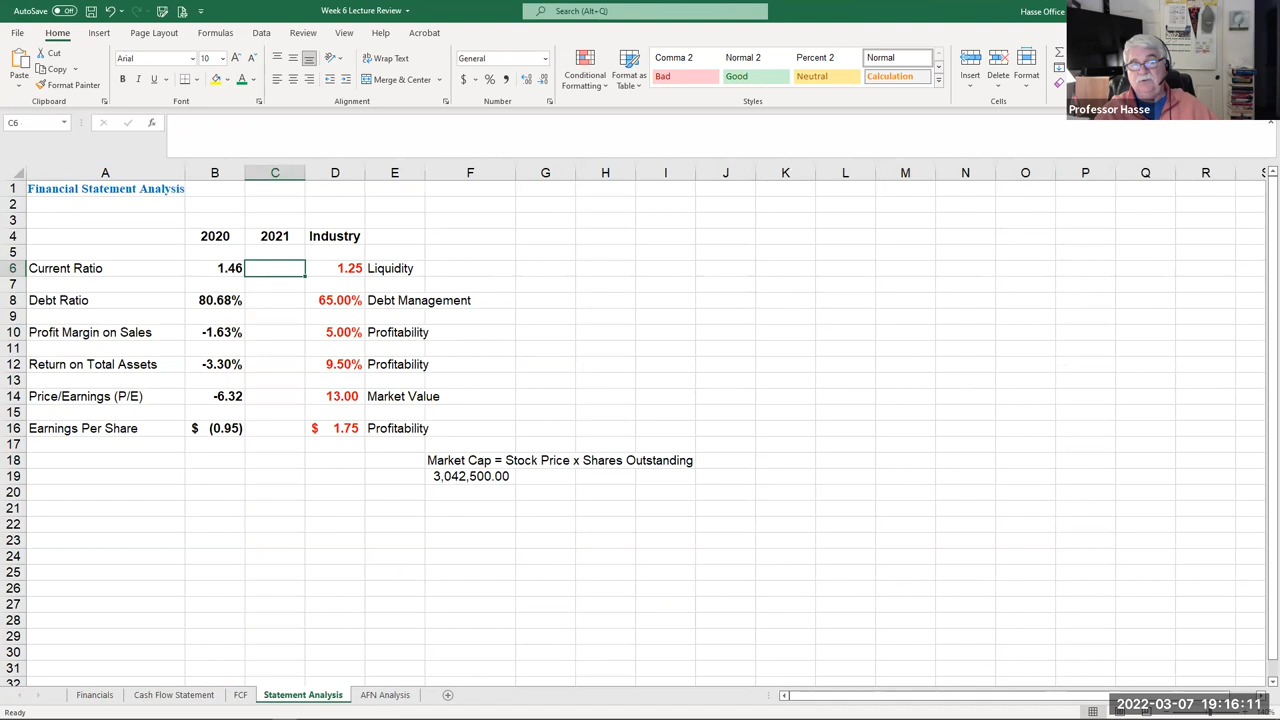 AutoSave Off
Week 6 Lecture Review
Search (Alt+Q)
Hasse Office
File Home Insert Page Layout Formulas Data Review View Help Acrobat
Paste
Cut
Copy
Format Painter
Clipboard
Arial 10
B I U
Font
Wrap Text
Merge & Center
Alignment
General
$ %
Number
Conditional Formatting
Format as Table
Comma 2 Normal 2 Percent 2 Normal
Bad Good Neutral Calculation
Styles
Insert Delete Format
Cells
Professor Hasse
C6
fx
A B C D E F G H I J K L M N O P Q R S
1 Financial Statement Analysis
2
3
4 2020 2021 Industry
5
6 Current Ratio 1.46 1.25 Liquidity
7
8 Debt Ratio 80.68% 65.00% Debt Management
9
10 Profit Margin on Sales -1.63% 5.00% Profitability
11
12 Return on Total Assets -3.30% 9.50% Profitability
13
14 Price/Earnings (P/E) -6.32 13.00 Market Value
15
16 Earnings Per Share $ (0.95) $ 1.75 Profitability
17
18 Market Cap = Stock Price x Shares Outstanding
19 3,042,500.00
20
21
22
23
24
25
26
27
28
29
30
31
32
Financials Cash Flow Statement FCF Statement Analysis AFN Analysis
Ready
2022-03-07 19:16:11